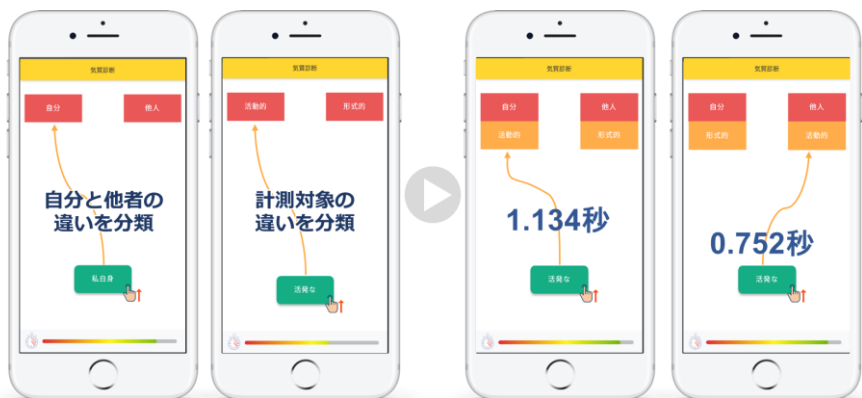 気質診断
自分
他人
自分と他者の
違いを分類
私自身
気質診断
活動的
形式的
計測対象の
違いを分類
活発な
気質診断
自分
他人
活動的
形式的
1.134秒
活発な
気質診断
自分
他人
形式的
活動的
0.752秒
活発な